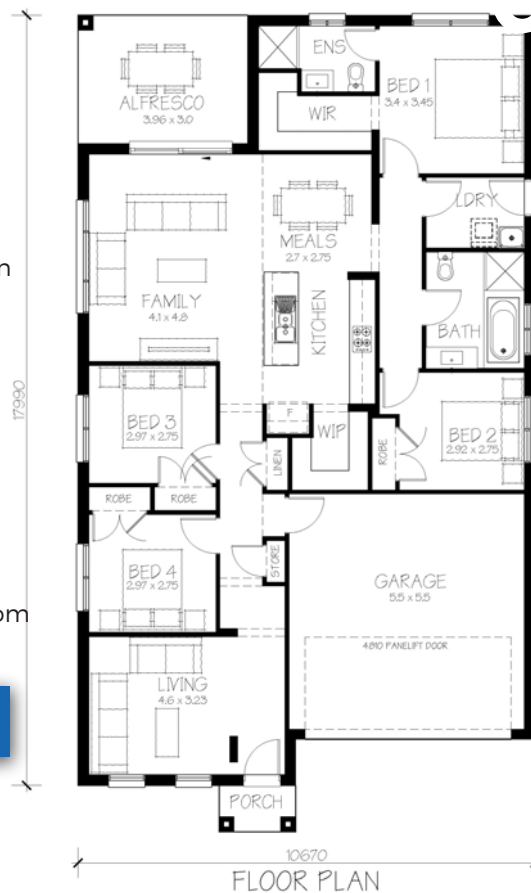 ENS
BED 1
3.4 x 3.45
ALFRESCO
3.96 x 3.0
WIR
LDRY
MEALS
2.7 x 2.75
m
FAMILY
4.1 x 4.8
KITCHEN
BATH
17990
BED 3
2.97 x 2.75
F
WIP
LINEN
ROBE
BED 2
2.92 x 2.75
ROBE
ROBE
BED 4
2.97 x 2.75
STORE
GARAGE
5.5 x 5.5
om
4.810 PANELIFT DOOR
LIVING
4.6 x 3.23
PORCH
10670
FLOOR PLAN